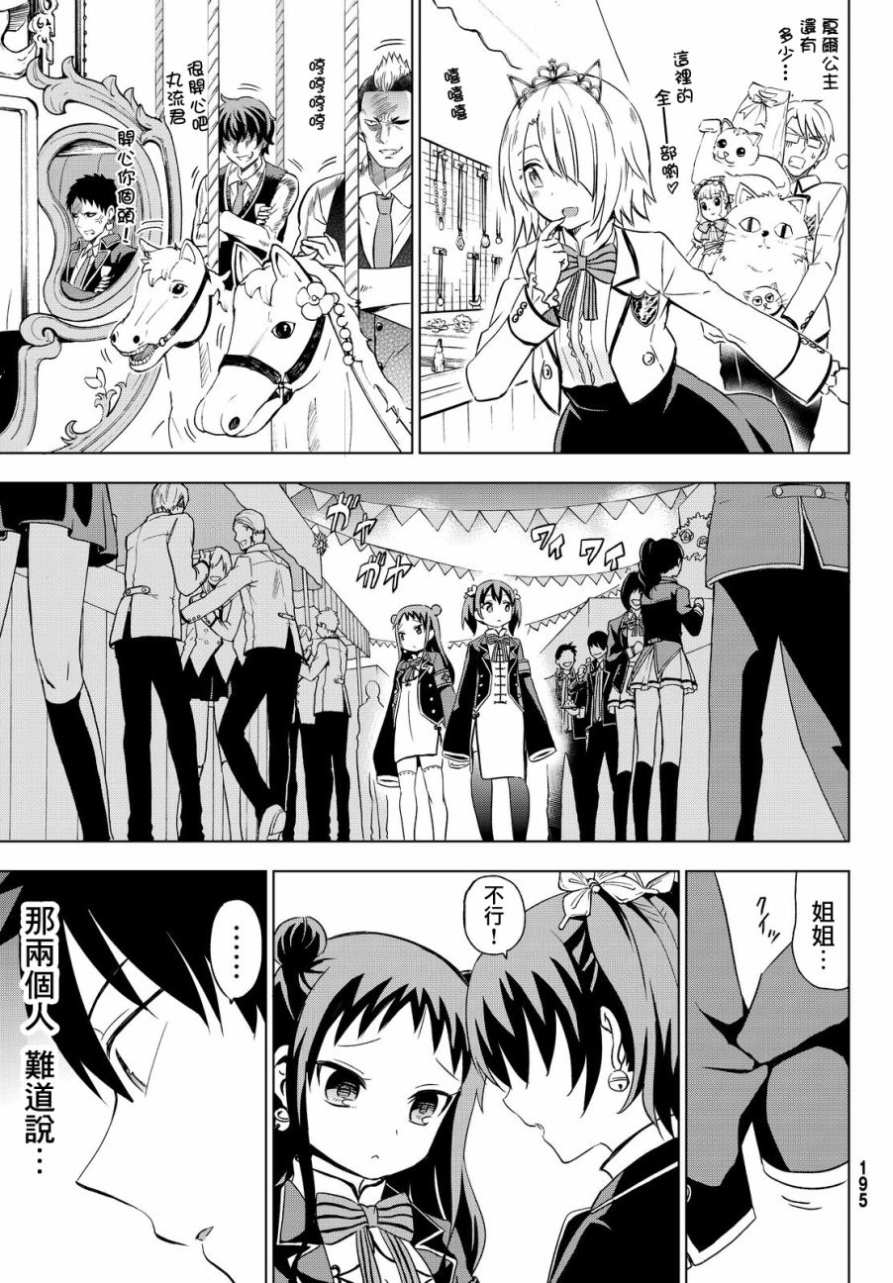 夏爾公主
還有
多少…
這裡的
全一部喲♡
嘻嘻嘻
哼哼哼哼
很開心吧
丸流君
開心你個頭！
ガヤ
ガヤ
ワイ
ワイ
姐姐…
クイッ
不行！
……
那兩個人
難道說…
195